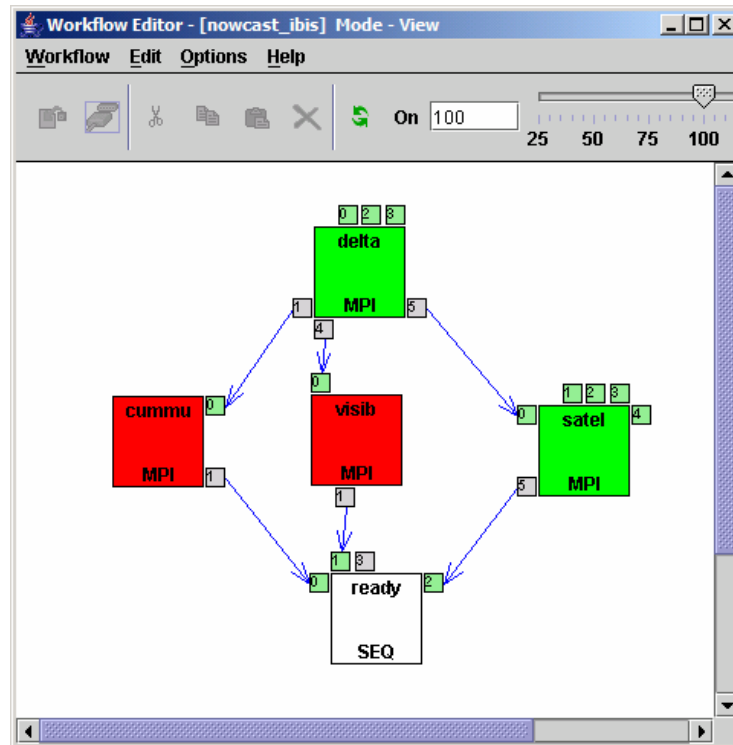 Workflow Editor - [nowcast_ibis] Mode - View
Workflow Edit Options Help
On 100
25 50 75 100
0 2 3
delta
MPI
1 4 5
0 cummu
MPI
1
0
visib
MPI
1
1 2 3
0 satel 4
MPI
5
1 3
0 ready 2
SEQ